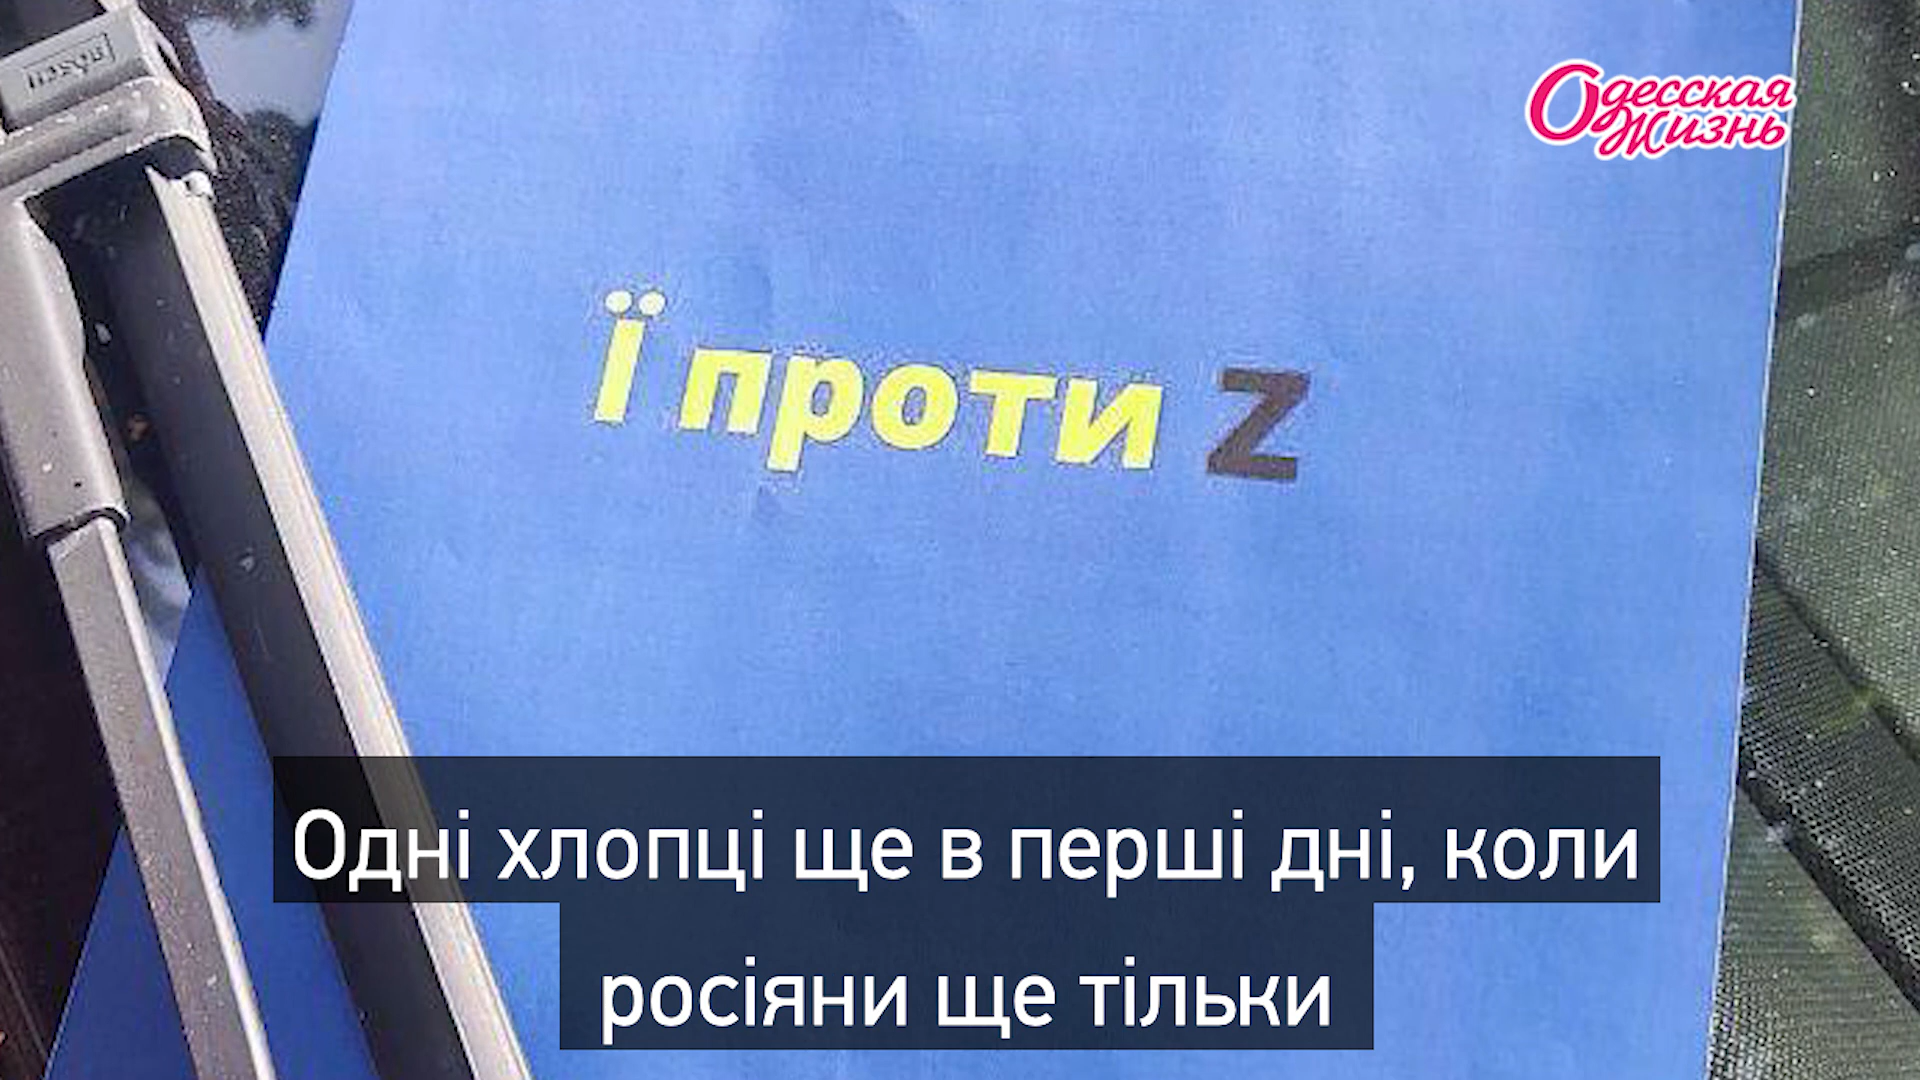 Одесская
Жизнь
Ї проти Z
Одні хлопці ще в перші дні, коли
росіяни ще тільки